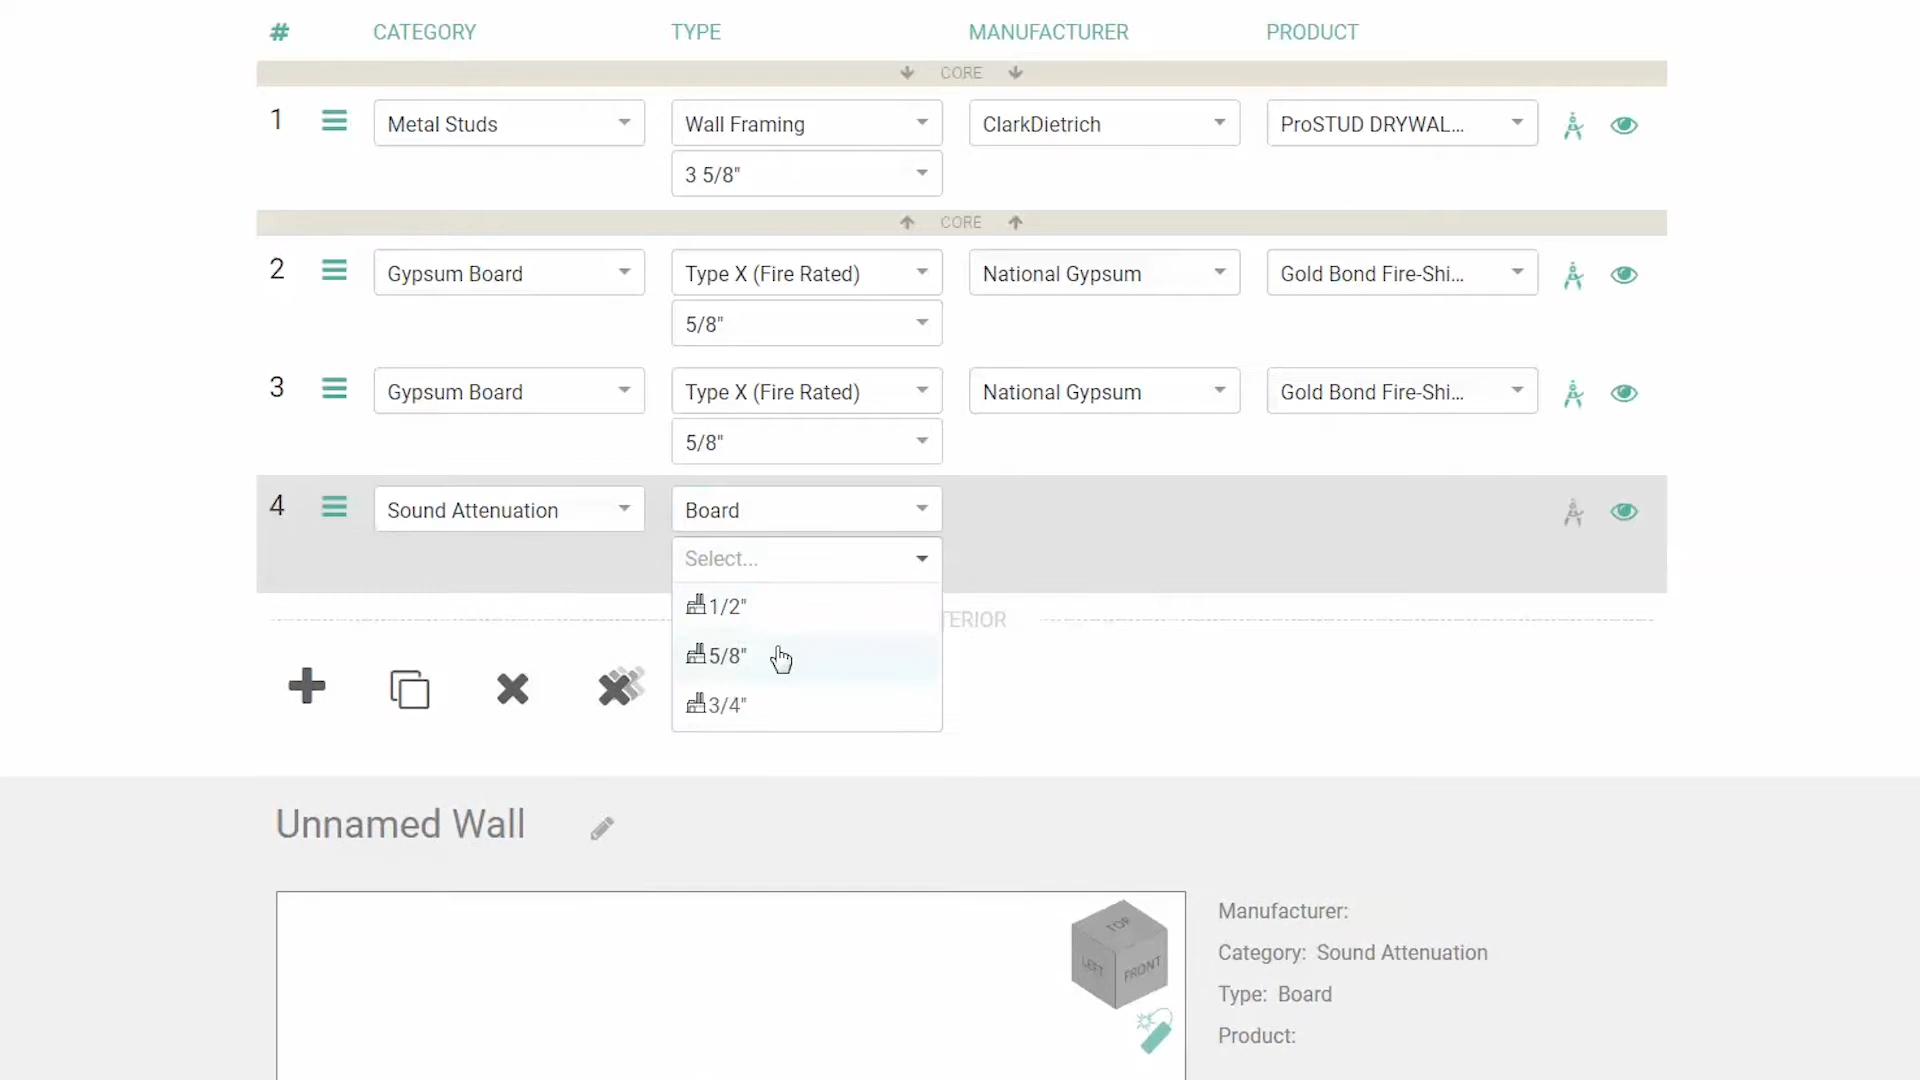 # CATEGORY TYPE MANUFACTURER PRODUCT
CORE
1 Metal Studs Wall Framing ClarkDietrich ProSTUD DRYWAL...
3 5/8"
CORE
2 Gypsum Board Type X (Fire Rated) National Gypsum Gold Bond Fire-Shi...
5/8"
3 Gypsum Board Type X (Fire Rated) National Gypsum Gold Bond Fire-Shi...
5/8"
4 Sound Attenuation Board
Select...
1/2"
TERIOR
5/8"
3/4"
Unnamed Wall
TOP
LEFT FRONT
Manufacturer:
Category: Sound Attenuation
Type: Board
Product: